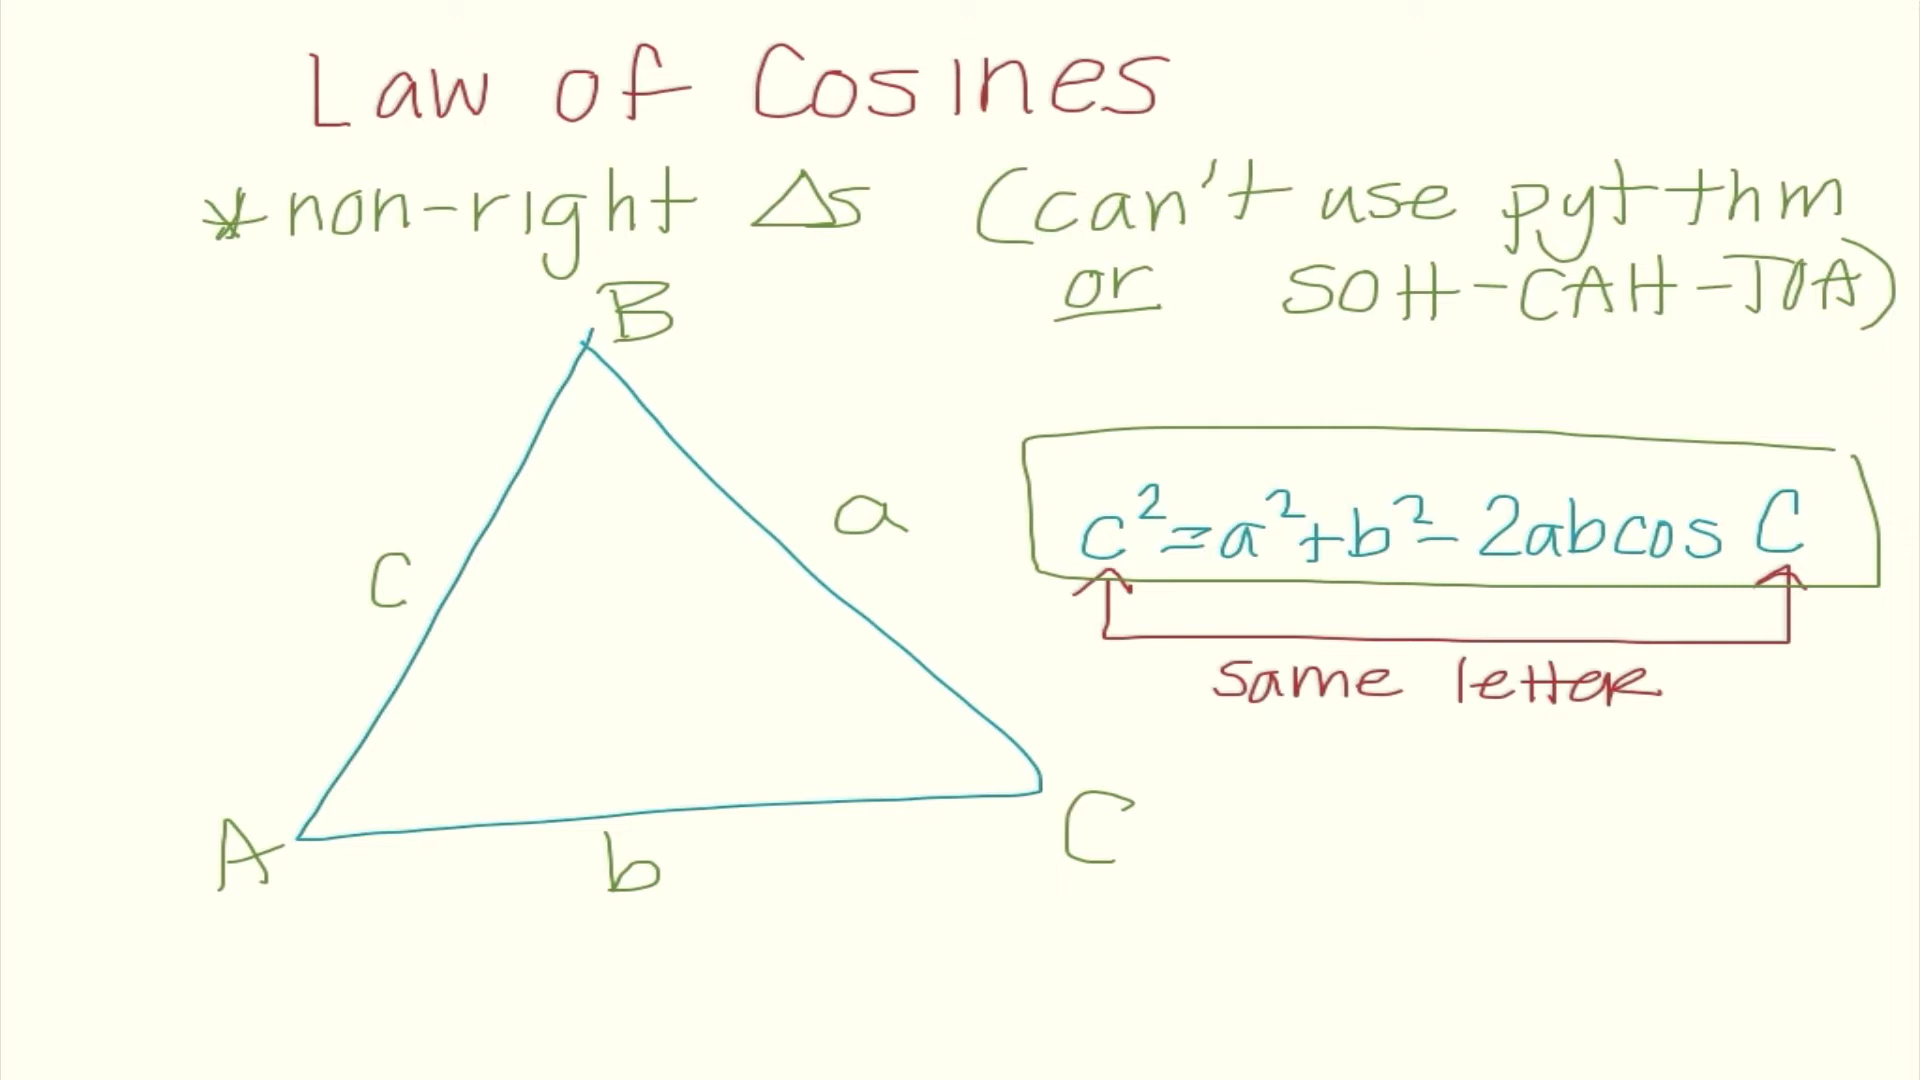 Law of Cosines
*non-right Δs (can't use pyt thm
or SOH-CAH-TOA)
B
a
c
c²=a²+b²-2abcos C
same letter
A
b
C